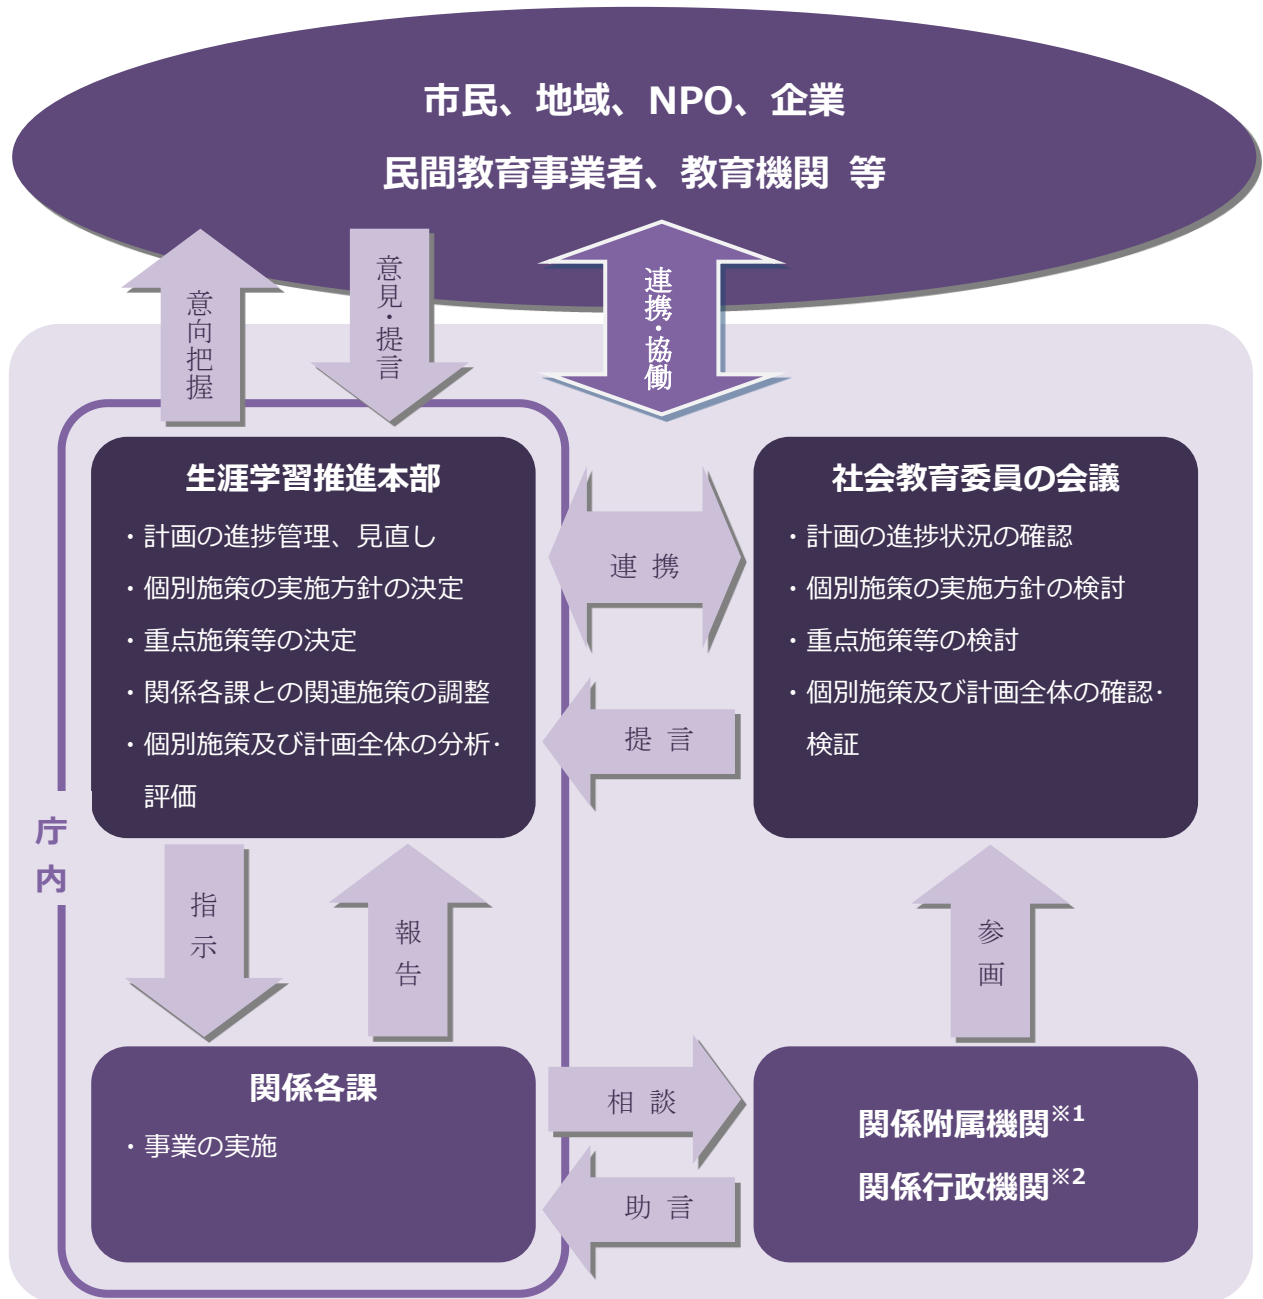 市民、地域、NPO、企業
民間教育事業者、教育機関 等
意向把握
意見・提言
連携・協働
生涯学習推進本部
・計画の進捗管理、見直し
・個別施策の実施方針の決定
・重点施策等の決定
・関係各課との関連施策の調整
・個別施策及び計画全体の分析・
評価
連 携
提 言
社会教育委員の会議
・計画の進捗状況の確認
・個別施策の実施方針の検討
・重点施策等の検討
・個別施策及び計画全体の確認・
検証
庁内
指示
報告
参画
関係各課
・事業の実施
相 談
助 言
関係附属機関※1
関係行政機関※2